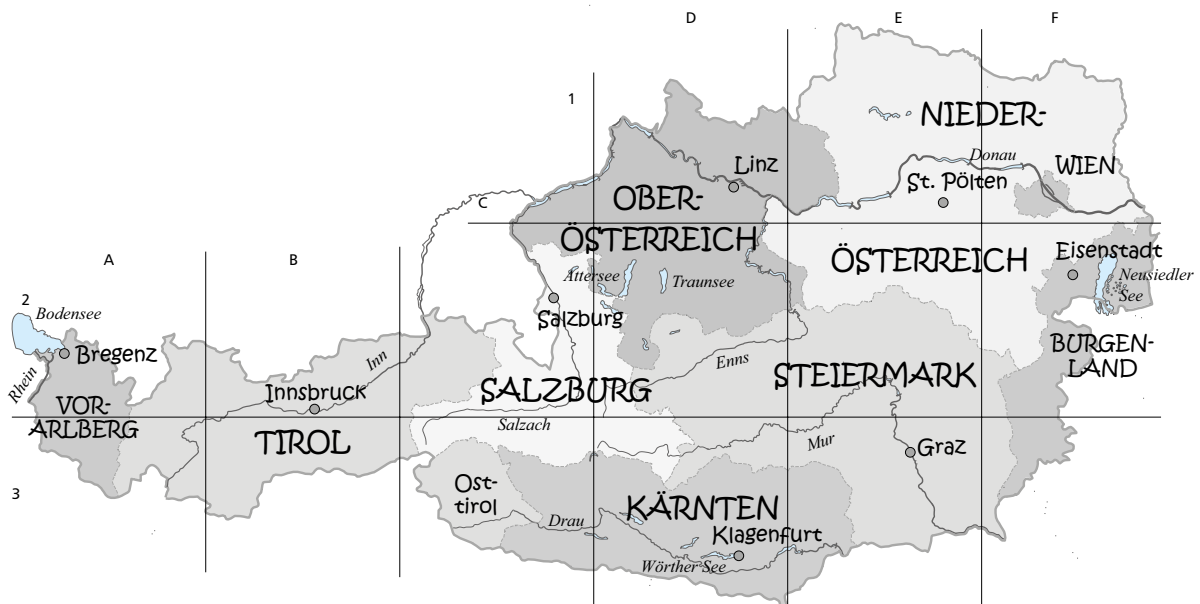 D
E
F
1
NIEDER-
Donau
WIEN
Linz
St. Pölten
C
OBER-
ÖSTERREICH
ÖSTERREICH
Eisenstadt
A
B
Attersee
Traunsee
Neusiedler
See
2
Bodensee
Salzburg
Bregenz
Inn
Enns
BURGEN-
LAND
Rhein
Innsbruck
SALZBURG
STEIERMARK
VOR-
ARLBERG
Salzach
TIROL
Mur
Graz
3
Ost-
tirol
KÄRNTEN
Drau
Klagenfurt
Wörther See